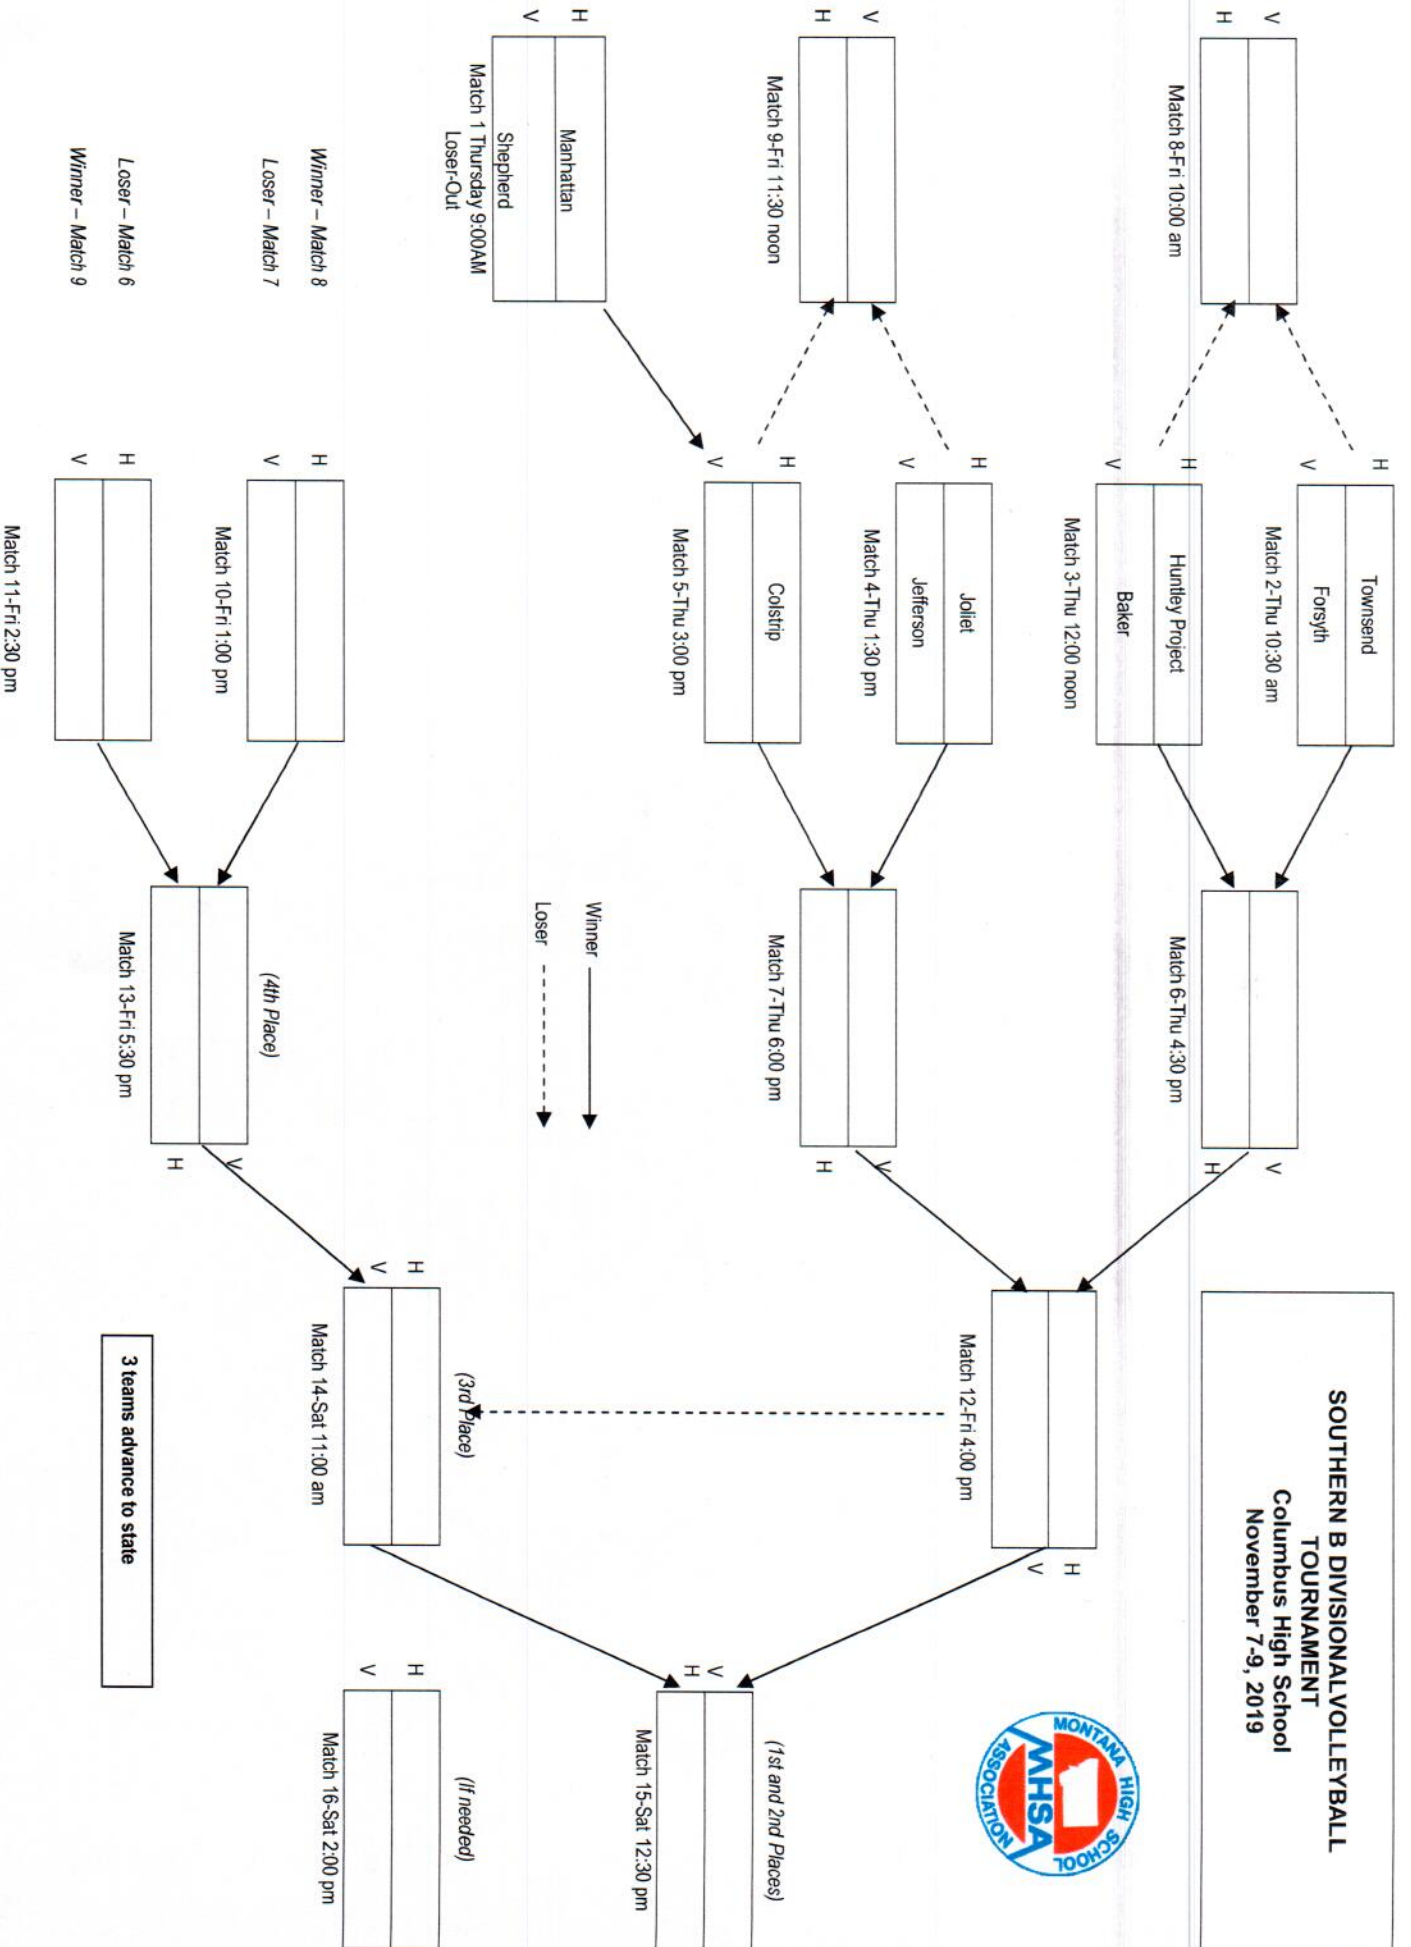 SOUTHERN B DIVISIONALVOLLEYBALL
TOURNAMENT
Columbus High School
November 7-9, 2019
MONTANA HIGH SCHOOL
MHSA
ASSOCIATION
V
H
Match 8-Fri 10:00 am
H
Townsend
V
Forsyth
Match 2-Thu 10:30 am
H
Huntley Project
V
Baker
Match 3-Thu 12:00 noon
V
H
Match 6-Thu 4:30 pm
V
H
Match 9-Fri 11:30 noon
H
Joliet
V
Jefferson
Match 4-Thu 1:30 pm
H
Colstrip
V
Match 5-Thu 3:00 pm
V
H
Match 7-Thu 6:00 pm
H
V
Match 12-Fri 4:00 pm
(1st and 2nd Places)
V
H
Match 15-Sat 12:30 pm
H
Manhattan
V
Shepherd
Match 1 Thursday 9:00AM
Loser-Out
Winner
Loser
(3rd Place)
H
V
Match 14-Sat 11:00 am
(If needed)
H
V
Match 16-Sat 2:00 pm
Winner – Match 8
H
Loser – Match 7
V
Match 10-Fri 1:00 pm
(4th Place)
V
H
Match 13-Fri 5:30 pm
Loser – Match 6
H
Winner – Match 9
V
Match 11-Fri 2:30 pm
3 teams advance to state